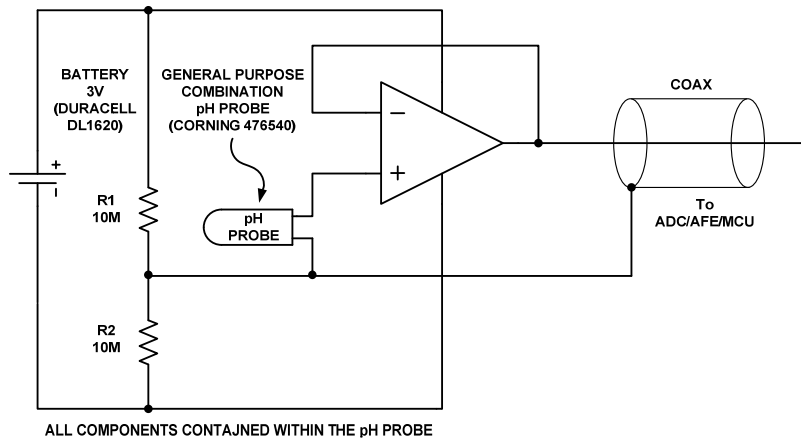 BATTERY
3V
(DURACELL
DL1620)
GENERAL PURPOSE
COMBINATION
pH PROBE
(CORNING 476540)
COAX
+
−
−
+
R1
10M
pH
PROBE
To
ADC/AFE/MCU
R2
10M
ALL COMPONENTS CONTAJNED WITHIN THE pH PROBE